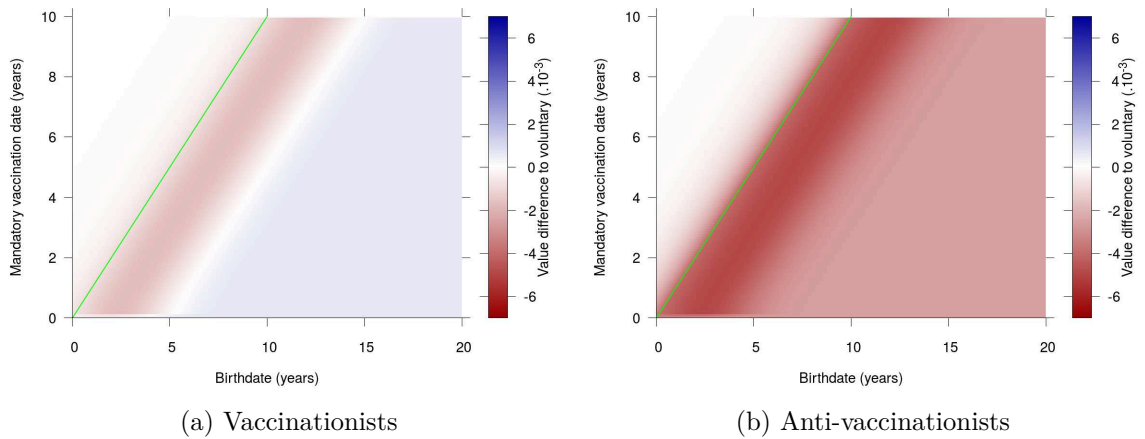 10
8
6
4
2
0
Mandatory vaccination date (years)
0 5 10 15 20
Birthdate (years)
6
4
2
0
-2
-4
-6
Value difference to voluntary (.10⁻³)
(a) Vaccinationists
10
8
6
4
2
0
Mandatory vaccination date (years)
0 5 10 15 20
Birthdate (years)
6
4
2
0
-2
-4
-6
Value difference to voluntary (.10⁻³)
(b) Anti-vaccinationists